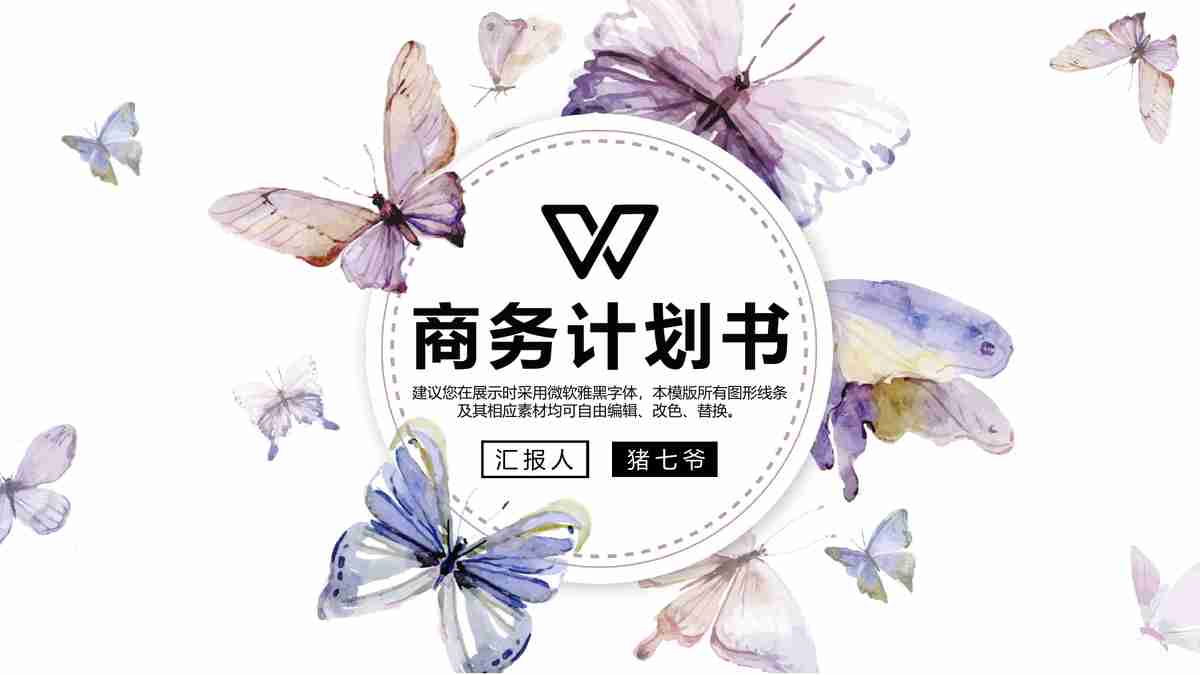 商务计划书
建议您在展示时采用微软雅黑字体，本模版所有图形线条
及其相应素材均可自由编辑、改色、替换。
汇报人 猪七爷